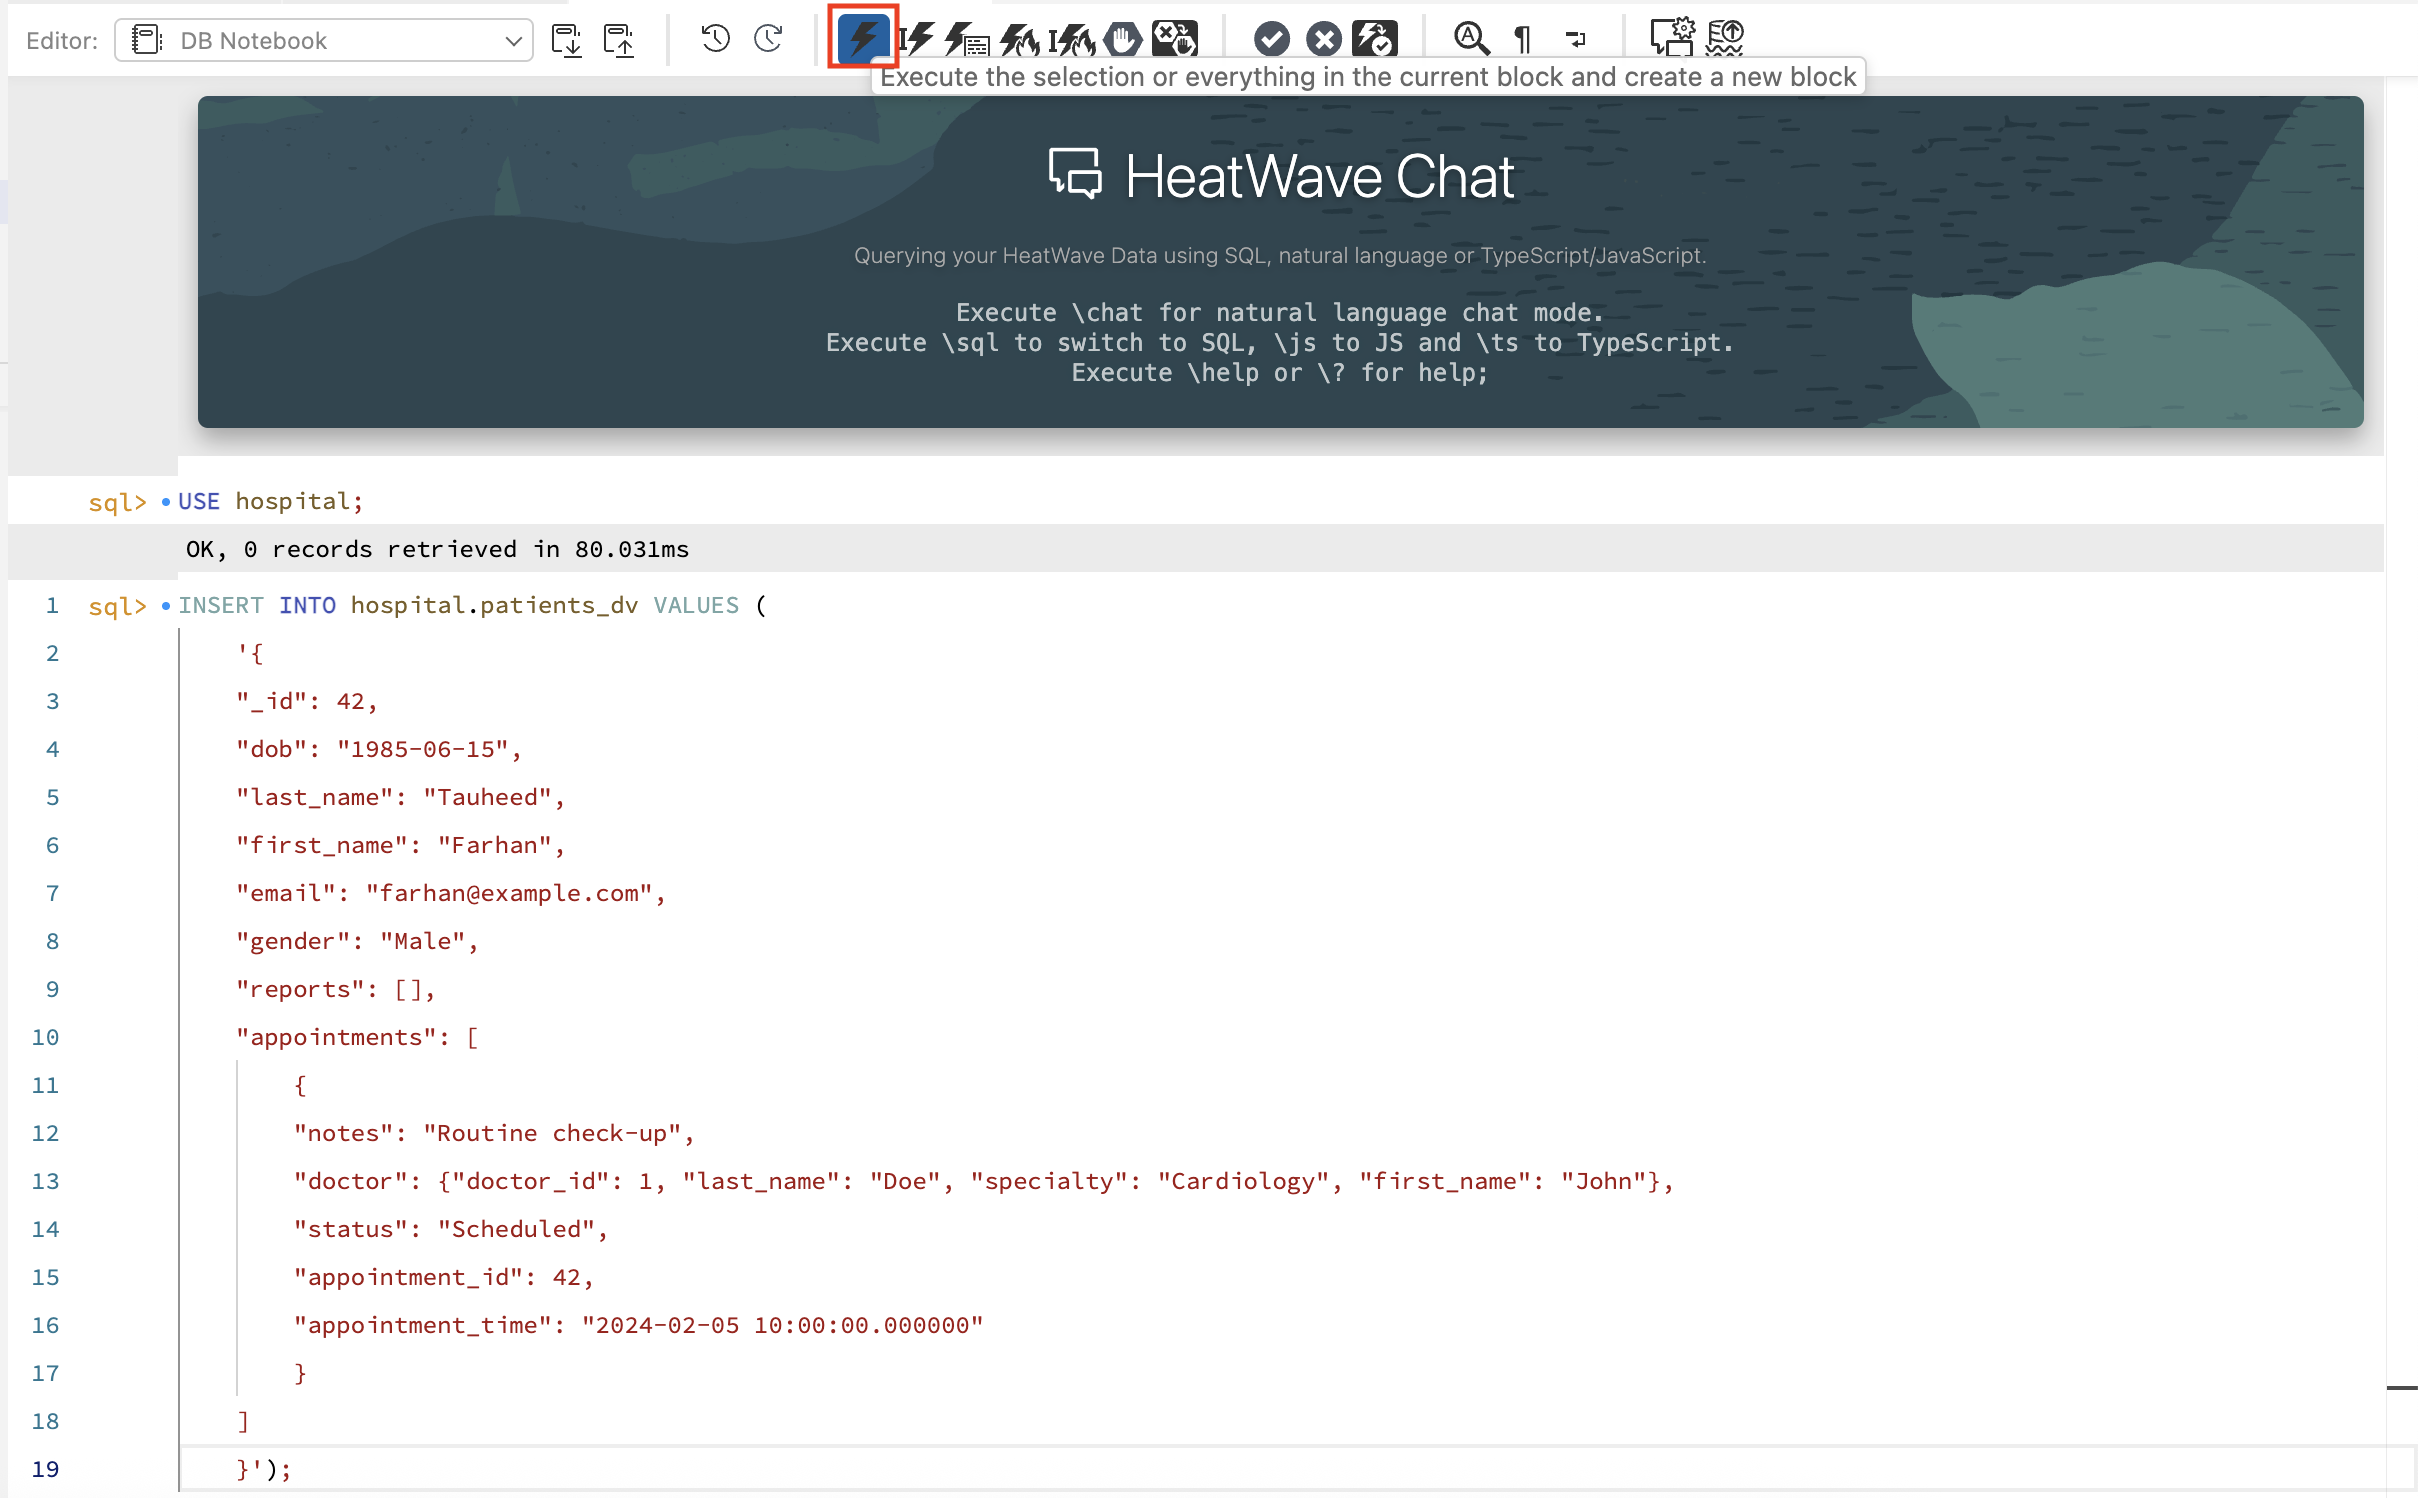 Editor: DB Notebook
Execute the selection or everything in the current block and create a new block
HeatWave Chat
Querying your HeatWave Data using SQL, natural language or TypeScript/JavaScript.
Execute \chat for natural language chat mode.
Execute \sql to switch to SQL, \js to JS and \ts to TypeScript.
Execute \help or \? for help;
sql> USE hospital;
OK, 0 records retrieved in 80.031ms
1 sql> INSERT INTO hospital.patients_dv VALUES (
2 '{
3 "_id": 42,
4 "dob": "1985-06-15",
5 "last_name": "Tauheed",
6 "first_name": "Farhan",
7 "email": "farhan@example.com",
8 "gender": "Male",
9 "reports": [],
10 "appointments": [
11 {
12 "notes": "Routine check-up",
13 "doctor": {"doctor_id": 1, "last_name": "Doe", "specialty": "Cardiology", "first_name": "John"},
14 "status": "Scheduled",
15 "appointment_id": 42,
16 "appointment_time": "2024-02-05 10:00:00.000000"
17 }
18 ]
19 }');